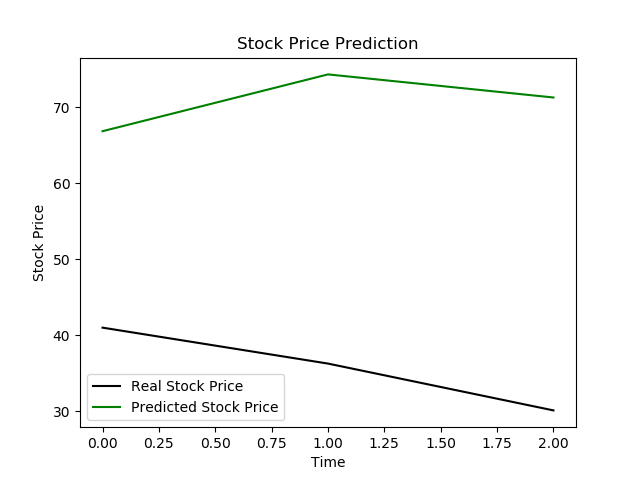 Stock Price Prediction
Stock Price
70
60
50
40
30
Real Stock Price
Predicted Stock Price
0.00 0.25 0.50 0.75 1.00 1.25 1.50 1.75 2.00
Time